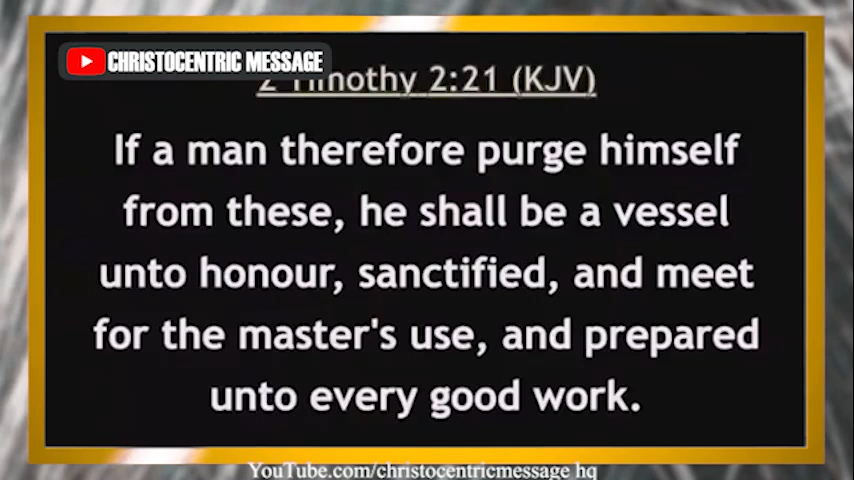 CHRISTOCENTRIC MESSAGE
2 Timothy 2:21 (KJV)
If a man therefore purge himself
from these, he shall be a vessel
unto honour, sanctified, and meet
for the master's use, and prepared
unto every good work.
YouTube.com/christocentricmessage hq